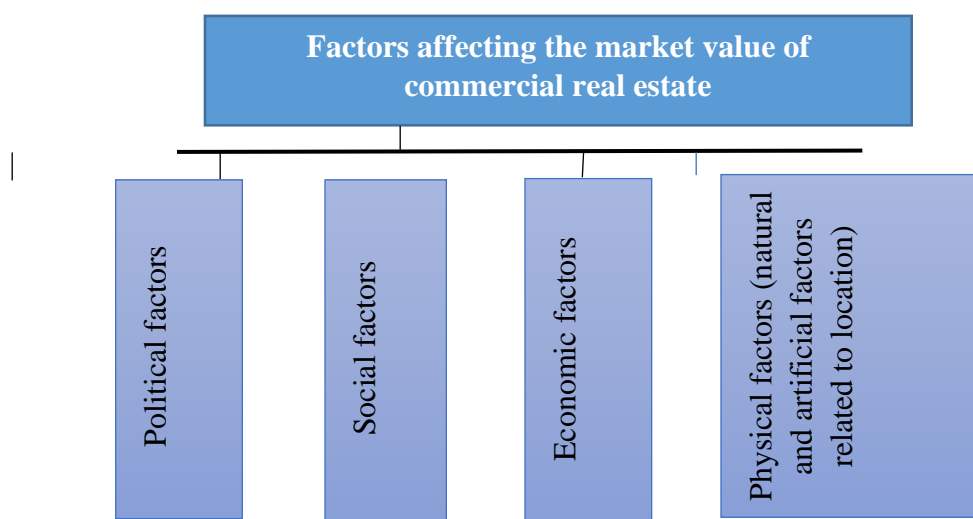 Factors affecting the market value of
commercial real estate
Political factors
Social factors
Economic factors
Physical factors (natural
and artificial factors
related to location)